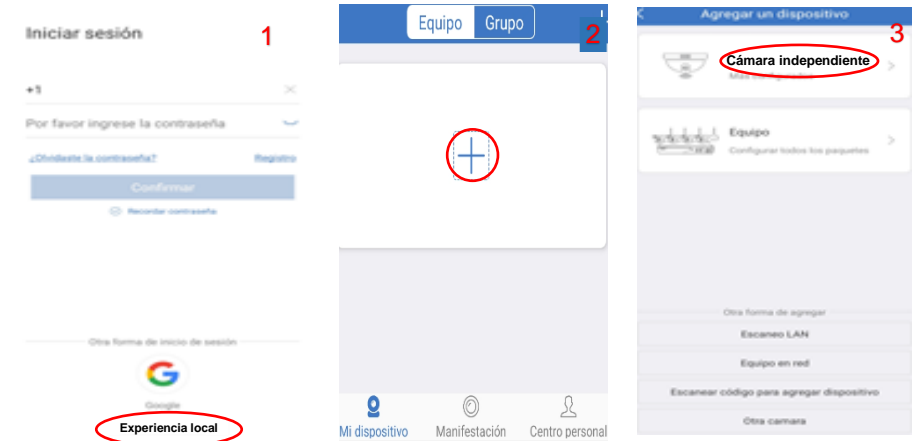 Iniciar sesión
1
+1
Por favor ingrese la contraseña
¿Olvidaste la contraseña? Registro
Confirmar
Recordar contraseña
Otra forma de inicio de sesión
Google
Experiencia local
Equipo Grupo
2
Mi dispositivo Manifestación Centro personal
Agregar un dispositivo
3
Cámara independiente
Equipo
Configurar todos los paquetes
Otra forma de agregar
Escaneo LAN
Equipo en red
Escanear código para agregar dispositivo
Otra camara